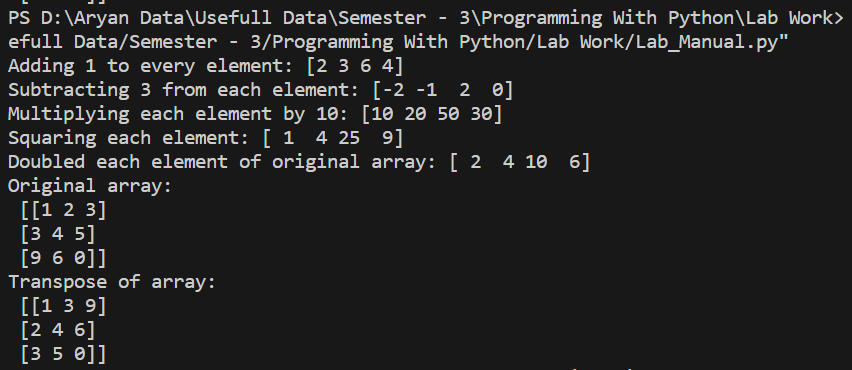 PS D:\Aryan Data\Usefull Data\Semester - 3\Programming With Python\Lab Work>
efull Data/Semester - 3/Programming With Python/Lab Work/Lab_Manual.py"
Adding 1 to every element: [2 3 6 4]
Subtracting 3 from each element: [-2 -1  2  0]
Multiplying each element by 10: [10 20 50 30]
Squaring each element: [ 1  4 25  9]
Doubled each element of original array: [ 2  4 10  6]
Original array:
 [[1 2 3]
 [3 4 5]
 [9 6 0]]
Transpose of array:
 [[1 3 9]
 [2 4 6]
 [3 5 0]]